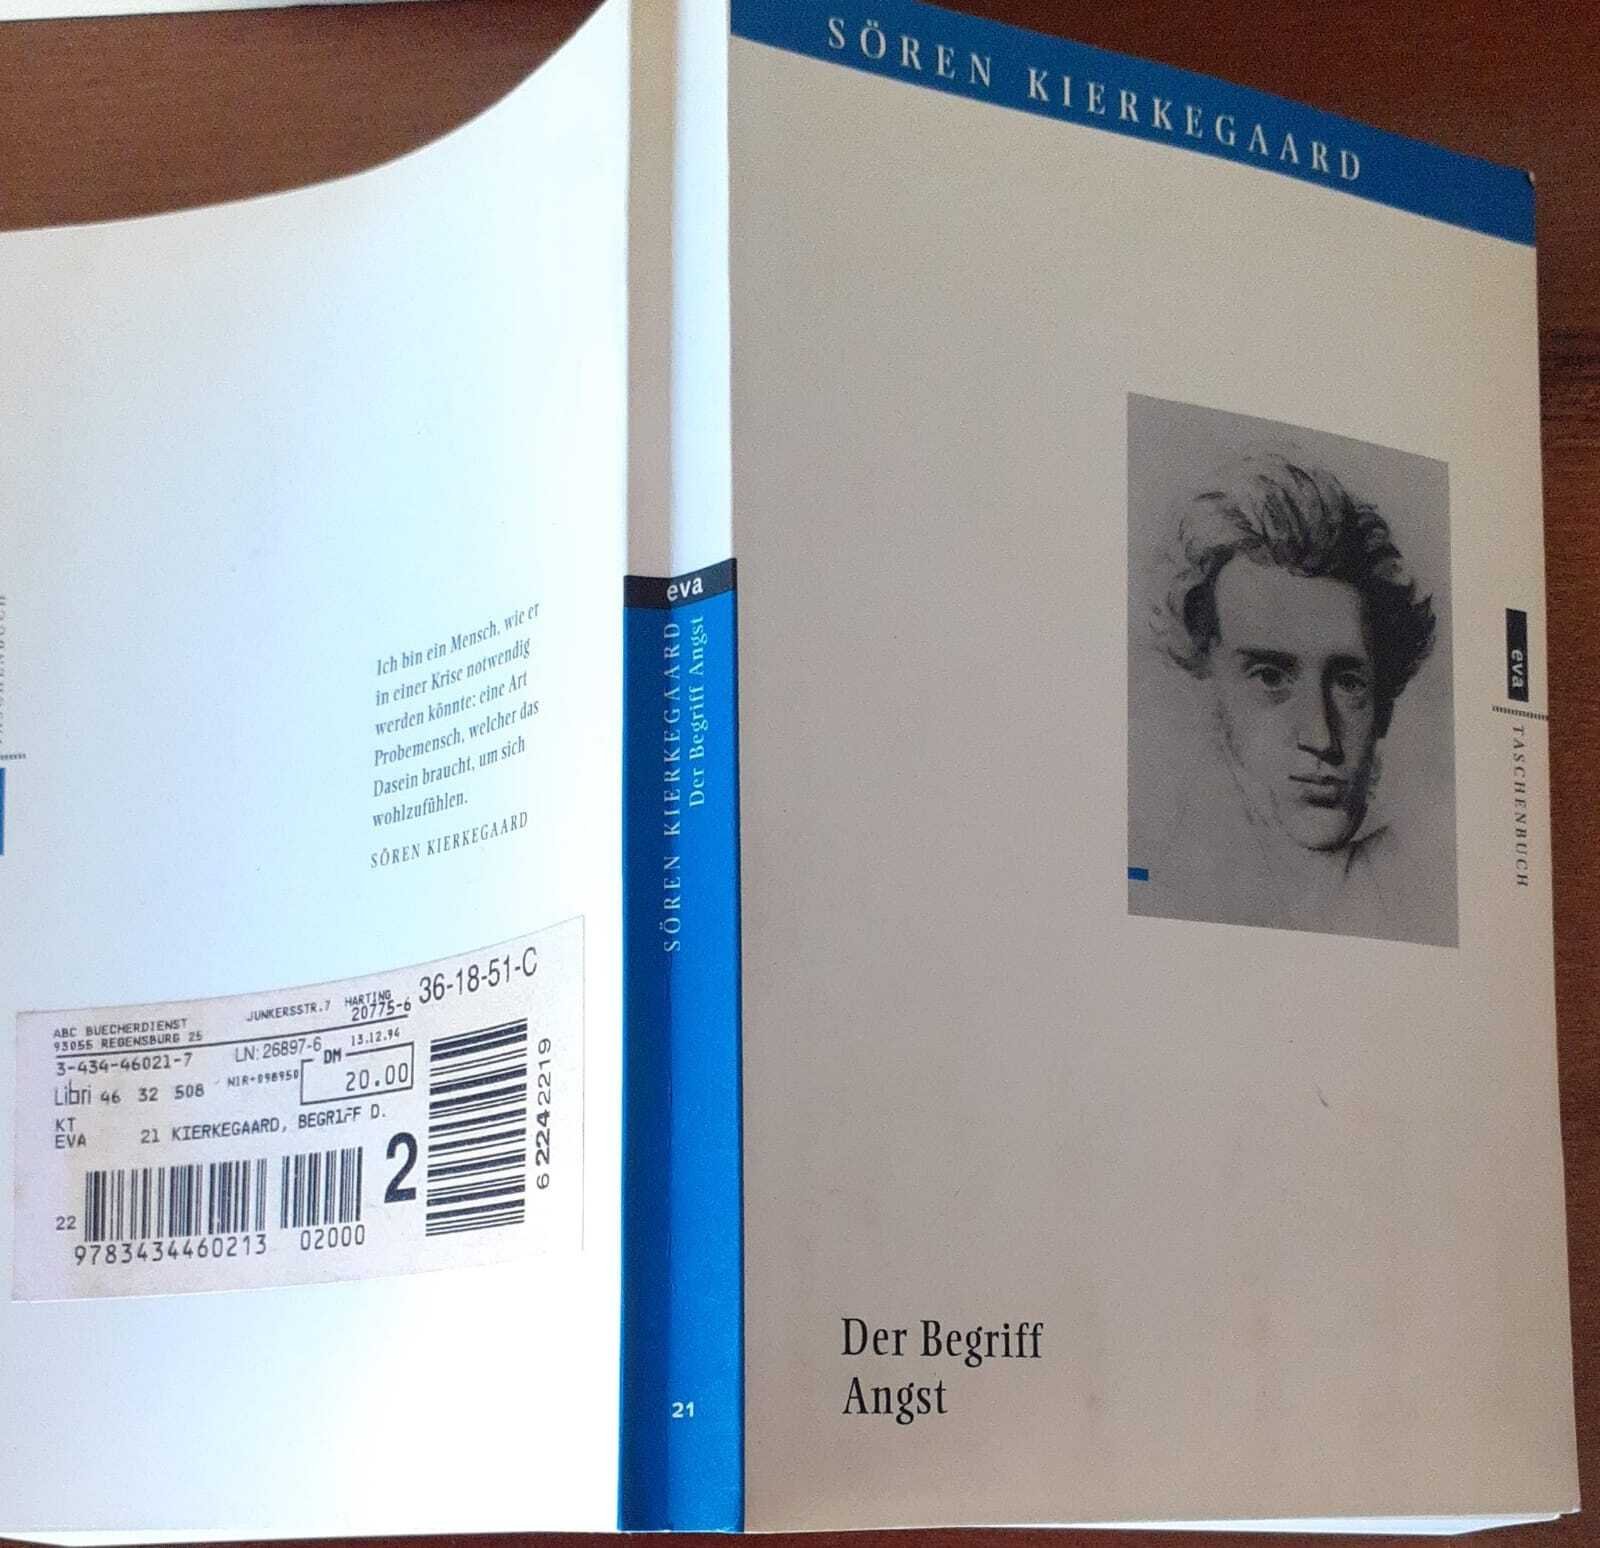 SÖREN KIERKEGAARD
eva
TASCHENBUCH
Der Begriff
Angst
eva
SÖREN KIERKEGAARD
Der Begriff Angst
21
Ich bin ein Mensch, wie er
in einer Krise notwendig
werden könnte: eine Art
Probemensch, welcher das
Dasein braucht, um sich
wohlzufühlen.
SÖREN KIERKEGAARD
ABC BUECHERDIENST JUNKERSSTR.7 HARTING 36-18-51-C
93055 REGENSBURG 25 20775-6
3-434-46021-7 LN:26897-6 DM 13.12.94
Libri 46 32 508 20.00
KT
EVA 21 KIERKEGAARD, BEGRIFF D.
2
22
9783434460213 02000
6 2242219